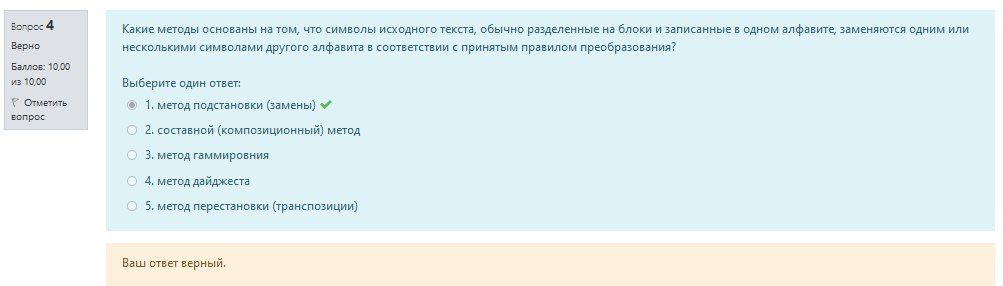 Вопрос 4
Верно
Баллов: 10,00
из 10,00
Отметить
вопрос
Какие методы основаны на том, что символы исходного текста, обычно разделенные на блоки и записанные в одном алфавите, заменяются одним или
несколькими символами другого алфавита в соответствии с принятым правилом преобразования?
Выберите один ответ:
1. метод подстановки (замены)
2. составной (композиционный) метод
3. метод гаммировния
4. метод дайджеста
5. метод перестановки (транспозиции)
Ваш ответ верный.